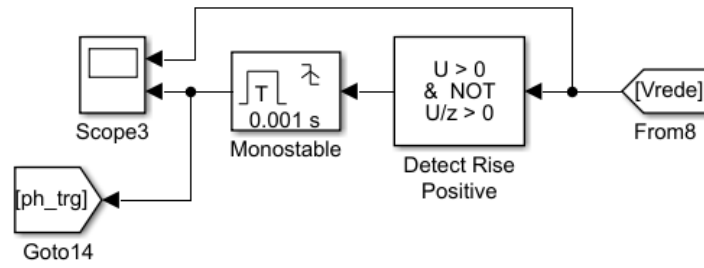 Scope3
T
0.001 s
Monostable
U > 0
& NOT
U/z > 0
Detect Rise
Positive
[Vrede]
From8
[ph_trg]
Goto14